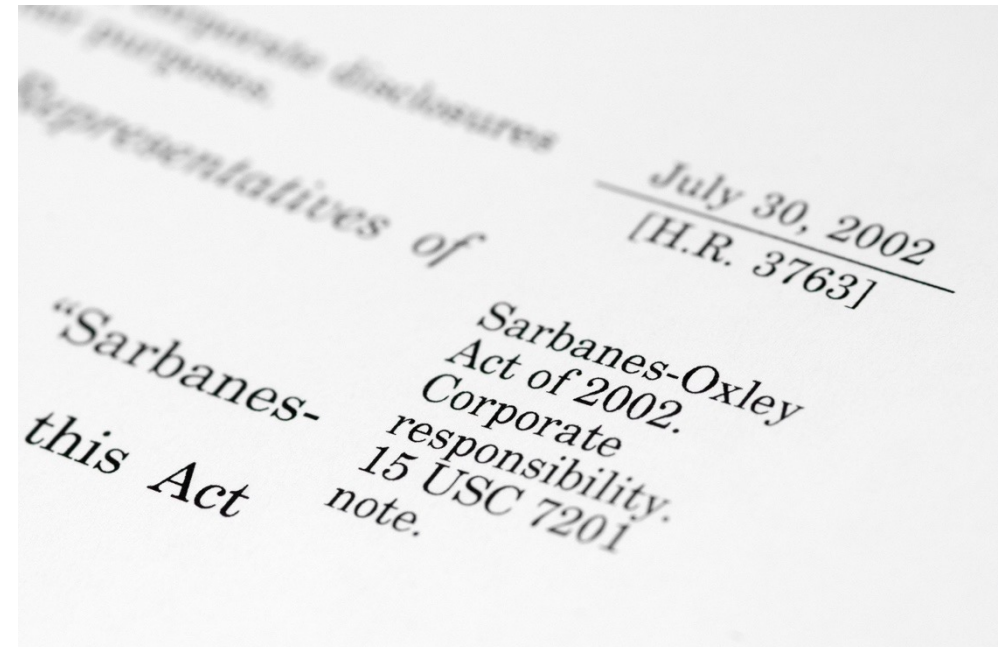 corporate disclosures
purposes.
Representatives of
"Sarbanes-
this Act
July 30, 2002
[H.R. 3763]
Sarbanes-Oxley
Act of 2002.
Corporate
responsibility.
15 USC 7201
note.